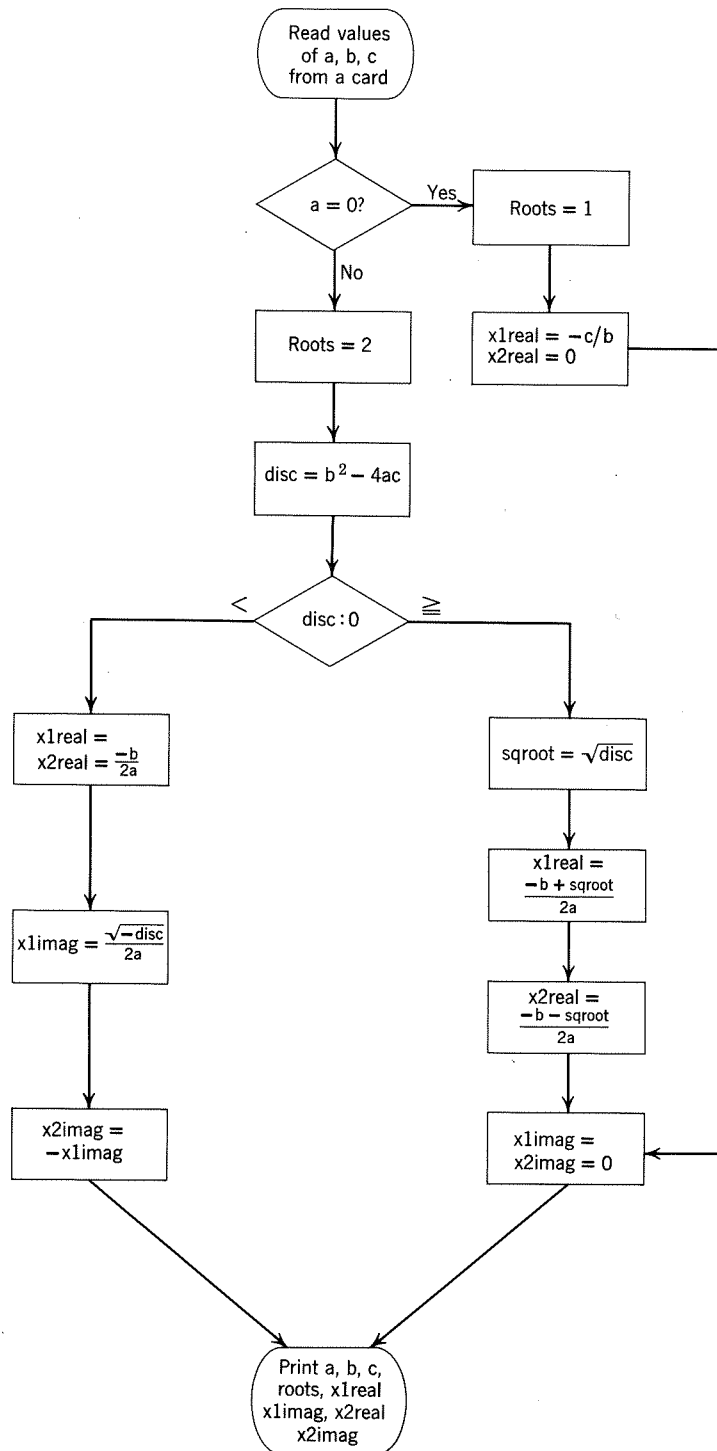 Read values
of a, b, c
from a card
a = 0?
Yes
Roots = 1
No
x1real = −c/b
x2real = 0
Roots = 2
disc = b² − 4ac
<
disc : 0
≧
x1real =
x2real = −b/2a
sqroot = √disc
x1real =
−b + sqroot
2a
x1imag = √−disc/2a
x2real =
−b − sqroot
2a
x2imag =
−x1imag
x1imag =
x2imag = 0
Print a, b, c,
roots, x1real
x1imag, x2real
x2imag